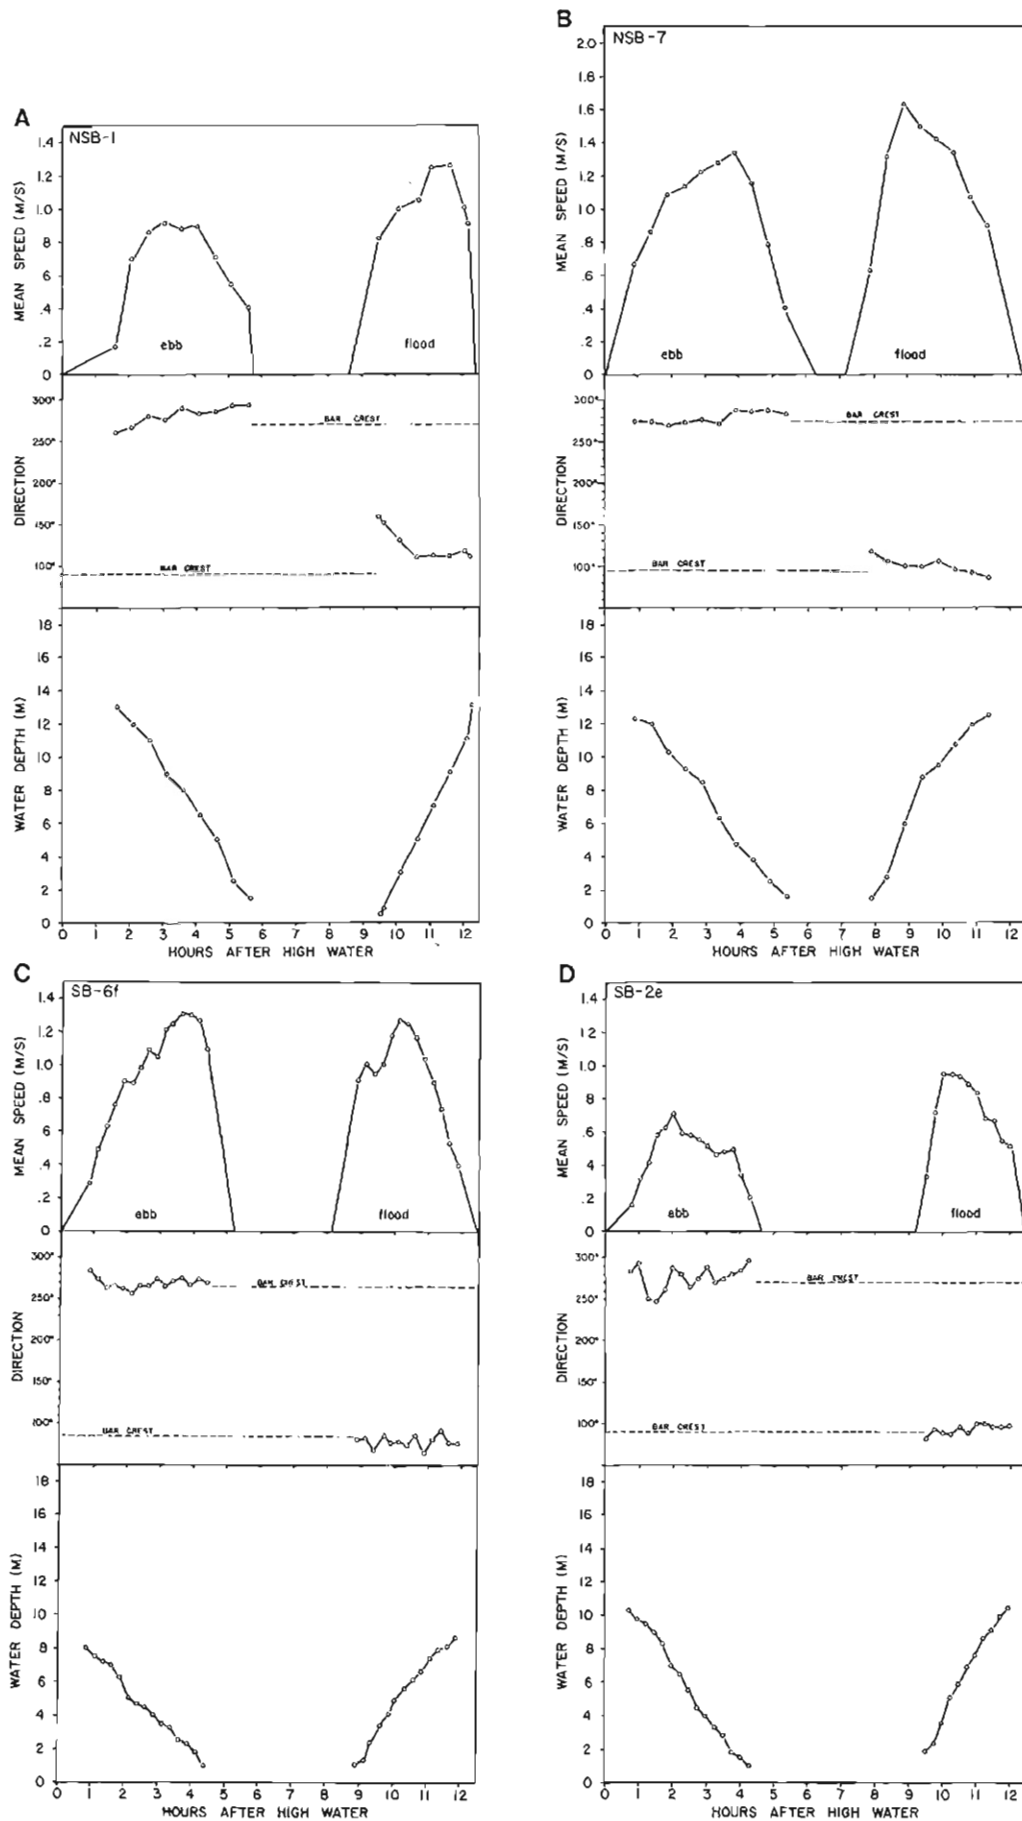 A
NSB-1
MEAN SPEED (M/S)
1.4
1.2
1.0
.8
.6
.4
.2
0
ebb
flood
DIRECTION
300°
250°
200°
150°
100°
BAR CREST
BAR CREST
WATER DEPTH (M)
18
16
14
12
10
8
6
4
2
0
0 1 2 3 4 5 6 7 8 9 10 11 12
HOURS AFTER HIGH WATER
B
NSB-7
MEAN SPEED (M/S)
2.0
1.8
1.6
1.4
1.2
1.0
.8
.6
.4
.2
0
ebb
flood
DIRECTION
300°
250°
200°
150°
100°
BAR CREST
BAR CREST
WATER DEPTH (M)
18
16
14
12
10
8
6
4
2
0
0 1 2 3 4 5 6 7 8 9 10 11 12
HOURS AFTER HIGH WATER
C
SB-6f
MEAN SPEED (M/S)
1.4
1.2
1.0
.8
.6
.4
.2
0
ebb
flood
DIRECTION
300°
250°
200°
150°
100°
BAR CREST
BAR CREST
WATER DEPTH (M)
18
16
14
12
10
8
6
4
2
0
0 1 2 3 4 5 6 7 8 9 10 11 12
HOURS AFTER HIGH WATER
D
SB-2e
MEAN SPEED (M/S)
1.4
1.2
1.0
.8
.6
.4
.2
0
ebb
flood
DIRECTION
300°
250°
200°
150°
100°
BAR CREST
BAR CREST
WATER DEPTH (M)
18
16
14
12
10
8
6
4
2
0
0 1 2 3 4 5 6 7 8 9 10 11 12
HOURS AFTER HIGH WATER